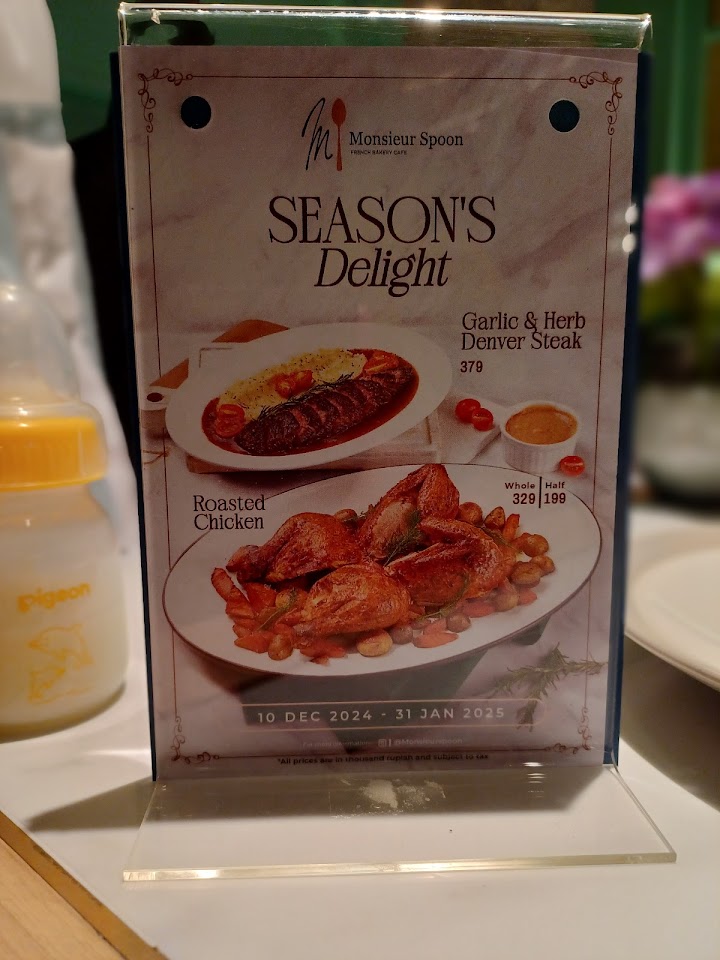 Monsieur Spoon
FRENCH BAKERY CAFE
SEASON'S
Delight
Garlic & Herb
Denver Steak
379
Whole | Half
329 | 199
Roasted
Chicken
pigeon
10 DEC 2024 - 31 JAN 2025
*All prices are in thousand rupiah and subject to